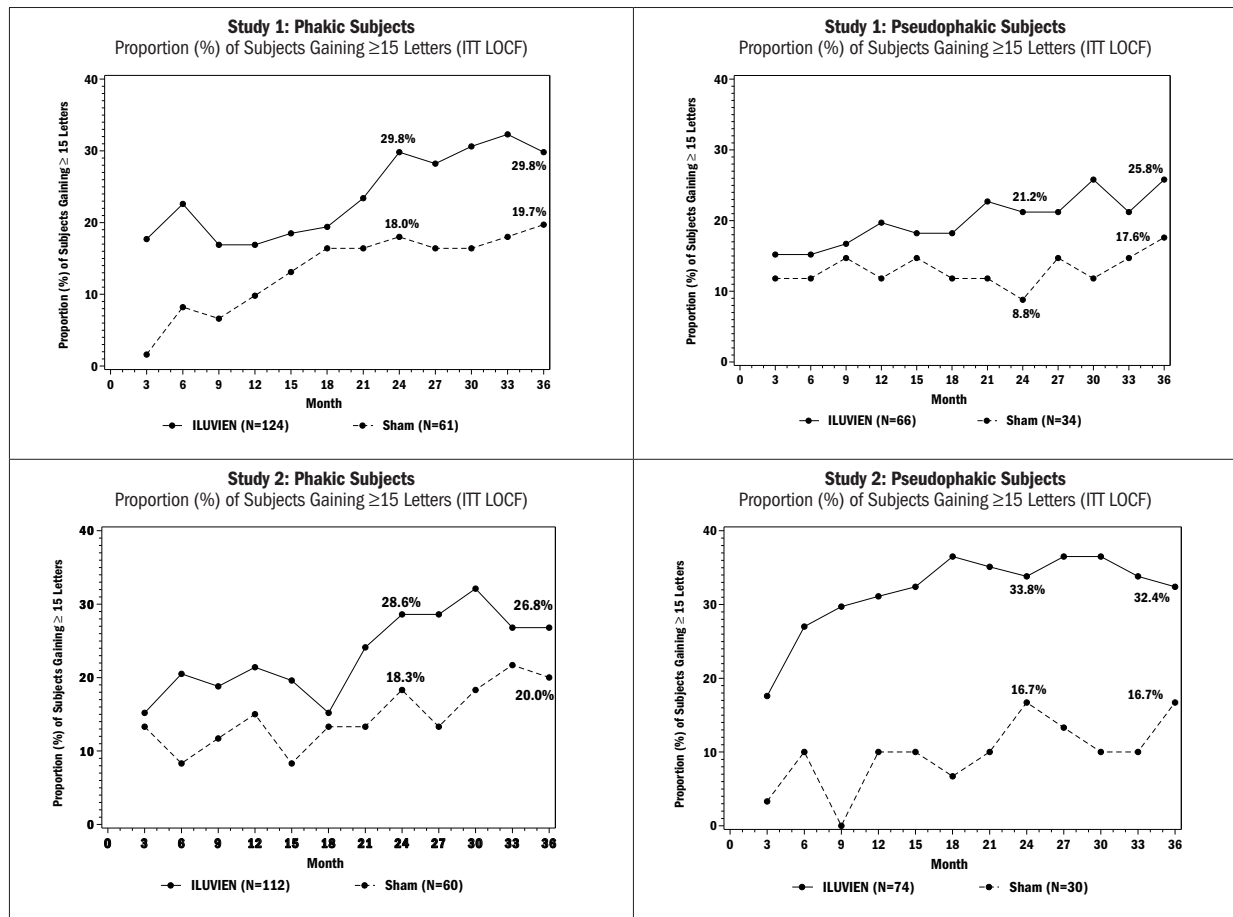 Study 1: Phakic Subjects
Proportion (%) of Subjects Gaining ≥15 Letters (ITT LOCF)
Proportion (%) of Subjects Gaining ≥ 15 Letters
40
30
20
10
0
29.8%
29.8%
18.0%
19.7%
0 3 6 9 12 15 18 21 24 27 30 33 36
Month
ILUVIEN (N=124) Sham (N=61)
Study 1: Pseudophakic Subjects
Proportion (%) of Subjects Gaining ≥15 Letters (ITT LOCF)
Proportion (%) of Subjects Gaining ≥ 15 Letters
40
30
20
10
0
25.8%
21.2%
17.6%
8.8%
0 3 6 9 12 15 18 21 24 27 30 33 36
Month
ILUVIEN (N=66) Sham (N=34)
Study 2: Phakic Subjects
Proportion (%) of Subjects Gaining ≥15 Letters (ITT LOCF)
Proportion (%) of Subjects Gaining ≥ 15 Letters
40
30
20
10
0
28.6% 26.8%
18.3%
20.0%
0 3 6 9 12 15 18 21 24 27 30 33 36
Month
ILUVIEN (N=112) Sham (N=60)
Study 2: Pseudophakic Subjects
Proportion (%) of Subjects Gaining ≥15 Letters (ITT LOCF)
Proportion (%) of Subjects Gaining ≥ 15 Letters
40
30
20
10
0
33.8%
32.4%
16.7% 16.7%
0 3 6 9 12 15 18 21 24 27 30 33 36
Month
ILUVIEN (N=74) Sham (N=30)